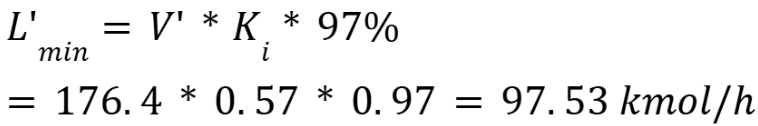 L'min = V' * Ki * 97%
= 176.4 * 0.57 * 0.97 = 97.53 kmol/h